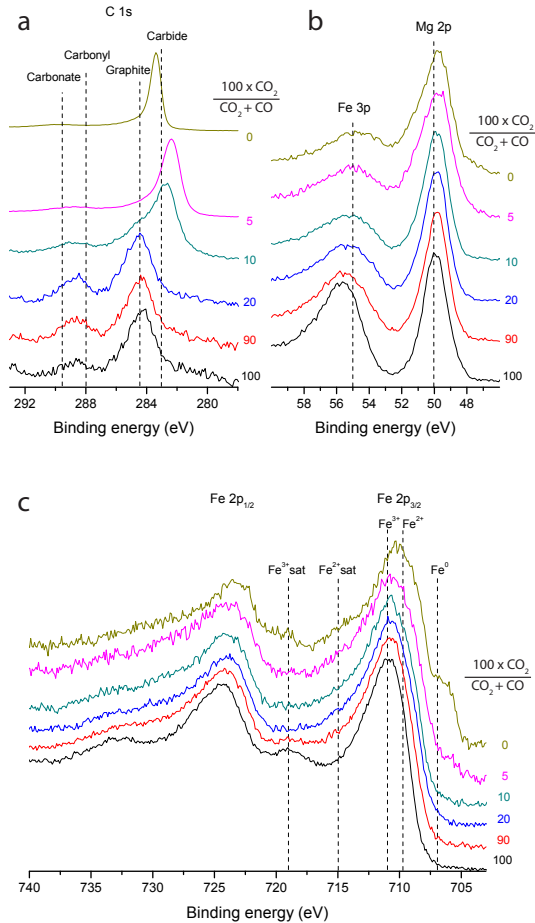 a
C 1s
Carbonate
Carbonyl
Graphite
Carbide
100 x CO₂
CO₂ + CO
0
5
10
20
90
100
292 288 284 280
Binding energy (eV)
b
Mg 2p
Fe 3p
100 x CO₂
CO₂ + CO
0
5
10
20
90
100
58 56 54 52 50 48 46
Binding energy (eV)
c
Fe 2p₁/₂
Fe 2p₃/₂
Fe³⁺ Fe²⁺
Fe³⁺sat
Fe²⁺sat
Fe⁰
100 x CO₂
CO₂ + CO
0
5
10
20
90
100
740 735 730 725 720 715 710 705
Binding energy (eV)